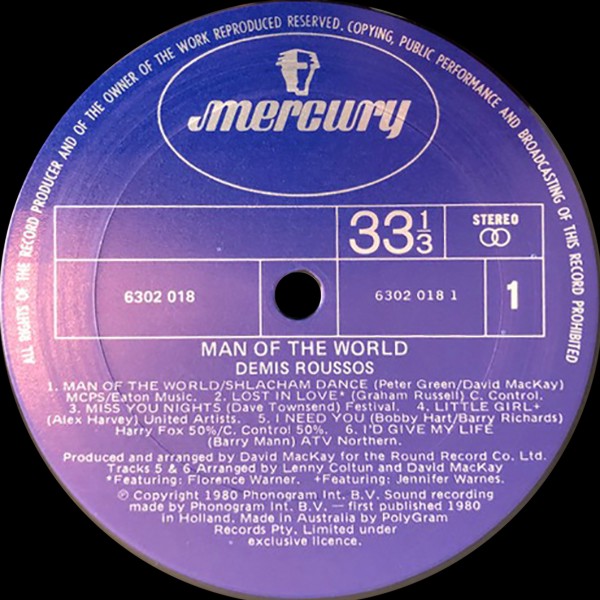 ALL RIGHTS OF THE RECORD PRODUCER AND OF THE OWNER OF THE WORK REPRODUCED RESERVED. COPYING, PUBLIC PERFORMANCE AND BROADCASTING OF THIS RECORD PROHIBITED
mercury
33 1/3
STEREO
6302 018
6302 018 1
1
MAN OF THE WORLD
DEMIS ROUSSOS
1. MAN OF THE WORLD/SHLACHAM DANCE (Peter Green/David MacKay)
MCPS/Eaton Music. 2. LOST IN LOVE* (Graham Russell) C. Control.
3. MISS YOU NIGHTS (Dave Townsend) Festival. 4. LITTLE GIRL+
(Alex Harvey) United Artists. 5. I NEED YOU (Bobby Hart/Barry Richards)
Harry Fox 50%/C. Control 50%. 6. I'D GIVE MY LIFE
(Barry Mann) ATV Northern.
Produced and arranged by David MacKay for the Round Record Co. Ltd.
Tracks 5 & 6 Arranged by Lenny Coltun and David MacKay
*Featuring: Florence Warner. +Featuring: Jennifer Warnes.
℗ Copyright 1980 Phonogram Int. B.V. Sound recording
made by Phonogram Int. B.V. — first published 1980
in Holland. Made in Australia by PolyGram
Records Pty, Limited under
exclusive licence.